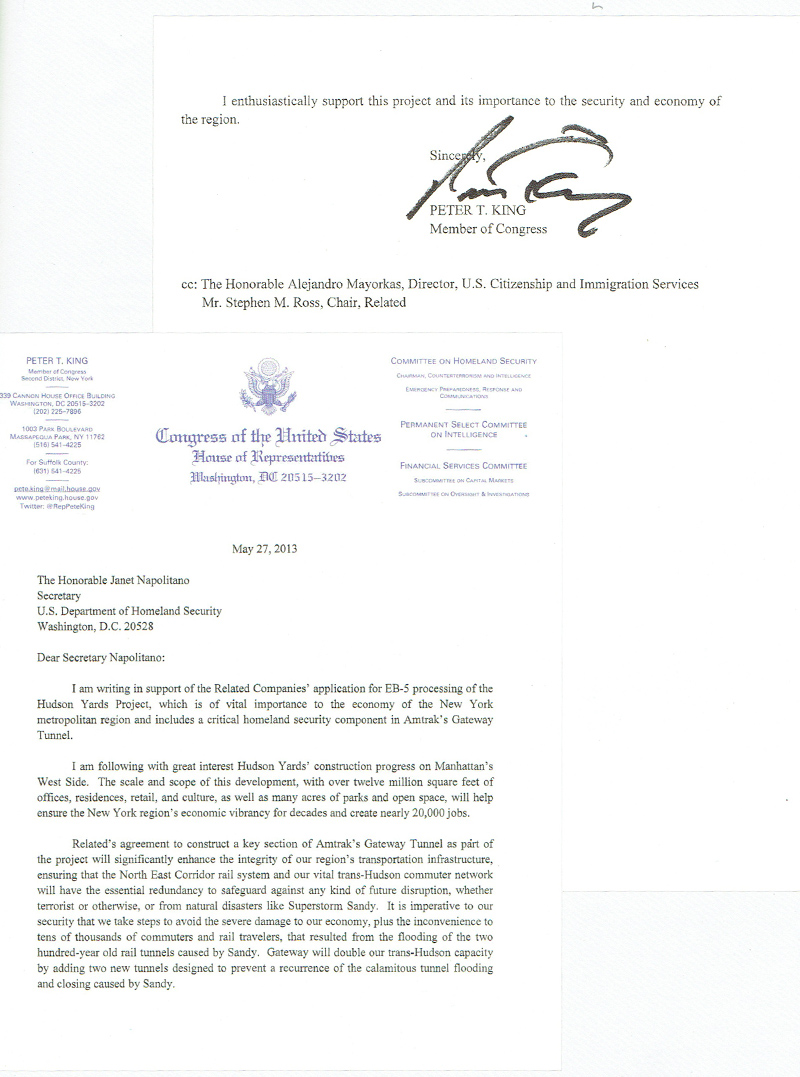 I enthusiastically support this project and its importance to the security and economy of
the region.
Sincerely,
PETER T. KING
Member of Congress
cc: The Honorable Alejandro Mayorkas, Director, U.S. Citizenship and Immigration Services
Mr. Stephen M. Ross, Chair, Related
PETER T. KING
Member of Congress
Second District, New York
339 CANNON HOUSE OFFICE BUILDING
WASHINGTON, DC 20515–3202
(202) 225–7896
1003 PARK BOULEVARD
MASSAPEQUA PARK, NY 11762
(516) 541–4225
For Suffolk County:
(631) 541–4225
pete.king@mail.house.gov
www.peteking.house.gov
Twitter: @RepPeteKing
Congress of the United States
House of Representatives
Washington, DC 20515–3202
COMMITTEE ON HOMELAND SECURITY
CHAIRMAN, COUNTERTERRORISM AND INTELLIGENCE
EMERGENCY PREPAREDNESS, RESPONSE AND
COMMUNICATIONS
PERMANENT SELECT COMMITTEE
ON INTELLIGENCE
FINANCIAL SERVICES COMMITTEE
SUBCOMMITTEE ON CAPITAL MARKETS
SUBCOMMITTEE ON OVERSIGHT & INVESTIGATIONS
May 27, 2013
The Honorable Janet Napolitano
Secretary
U.S. Department of Homeland Security
Washington, D.C. 20528
Dear Secretary Napolitano:
I am writing in support of the Related Companies' application for EB-5 processing of the
Hudson Yards Project, which is of vital importance to the economy of the New York
metropolitan region and includes a critical homeland security component in Amtrak's Gateway
Tunnel.
I am following with great interest Hudson Yards' construction progress on Manhattan's
West Side. The scale and scope of this development, with over twelve million square feet of
offices, residences, retail, and culture, as well as many acres of parks and open space, will help
ensure the New York region's economic vibrancy for decades and create nearly 20,000 jobs.
Related's agreement to construct a key section of Amtrak's Gateway Tunnel as part of
the project will significantly enhance the integrity of our region's transportation infrastructure,
ensuring that the North East Corridor rail system and our vital trans-Hudson commuter network
will have the essential redundancy to safeguard against any kind of future disruption, whether
terrorist or otherwise, or from natural disasters like Superstorm Sandy. It is imperative to our
security that we take steps to avoid the severe damage to our economy, plus the inconvenience to
tens of thousands of commuters and rail travelers, that resulted from the flooding of the two
hundred-year old rail tunnels caused by Sandy. Gateway will double our trans-Hudson capacity
by adding two new tunnels designed to prevent a recurrence of the calamitous tunnel flooding
and closing caused by Sandy.